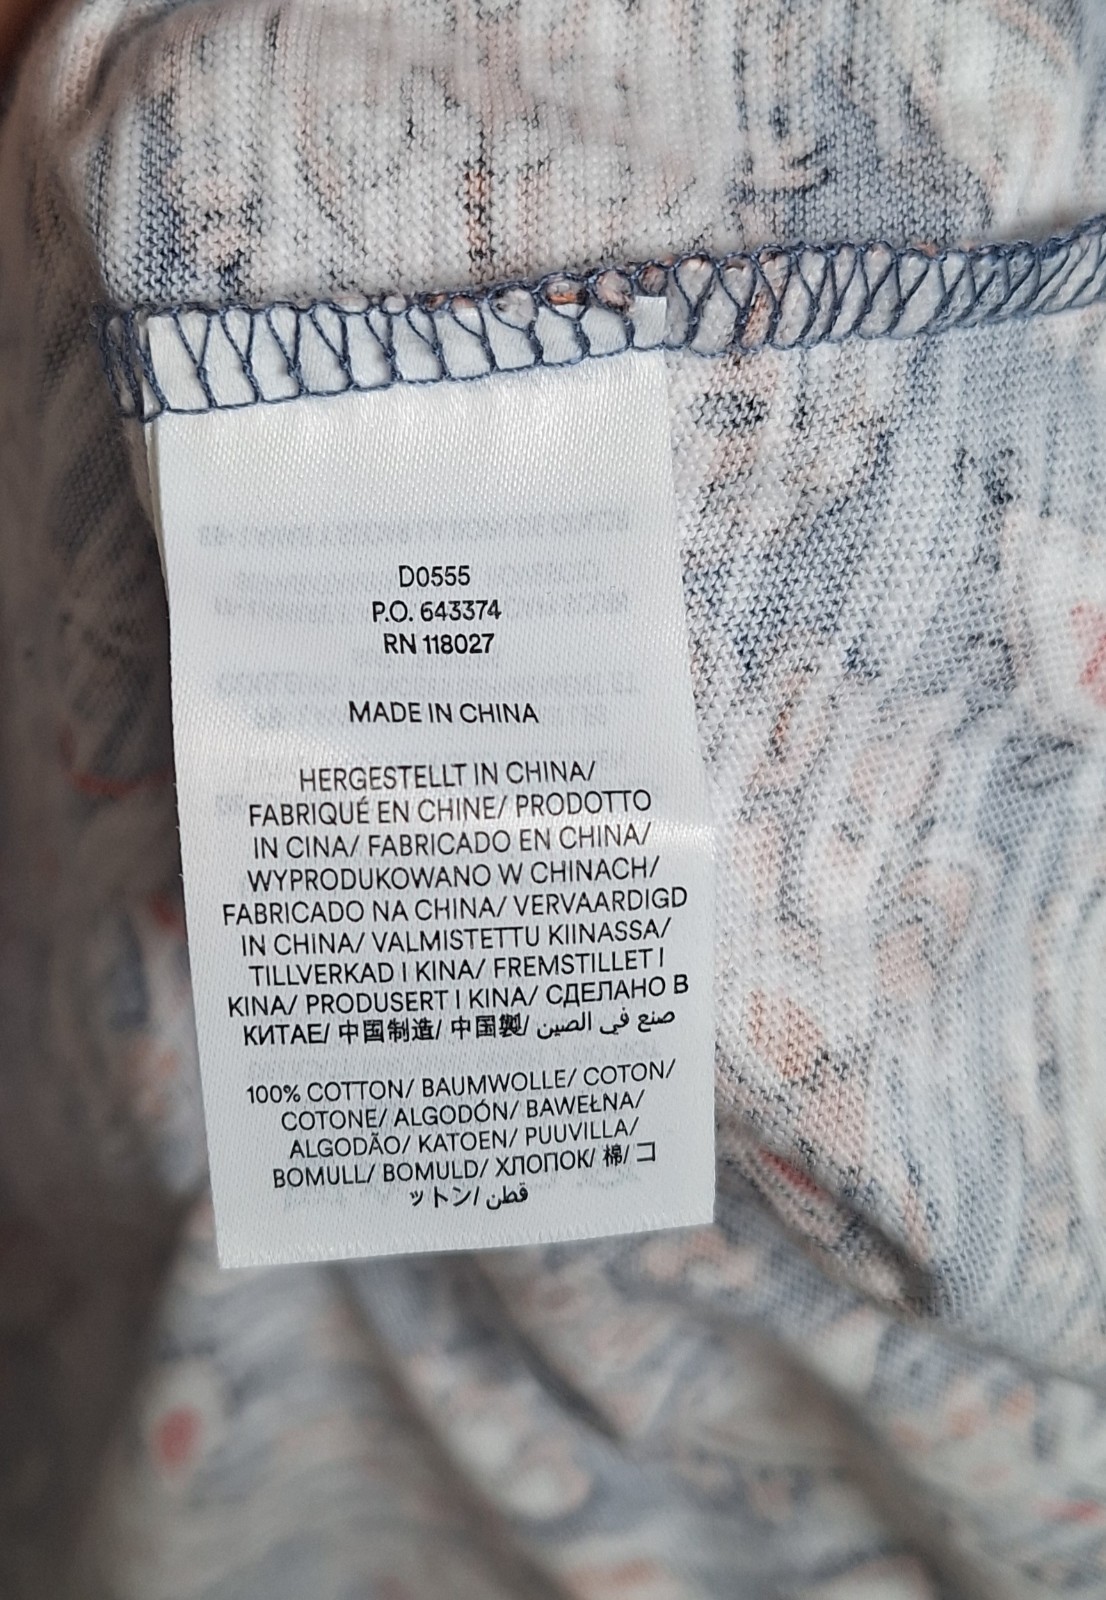 D0555
P.O. 643374
RN 118027
MADE IN CHINA
HERGESTELLT IN CHINA/
FABRIQUÉ EN CHINE/ PRODOTTO
IN CINA/ FABRICADO EN CHINA/
WYPRODUKOWANO W CHINACH/
FABRICADO NA CHINA/ VERVAARDIGD
IN CHINA/ VALMISTETTU KIINASSA/
TILLVERKAD I KINA/ FREMSTILLET I
KINA/ PRODUSERT I KINA/ СДЕЛАНО В
КИТАЕ/ 中国制造/ 中国製/ صنع في الصين
100% COTTON/ BAUMWOLLE/ COTON/
COTONE/ ALGODÓN/ BAWEŁNA/
ALGODÃO/ KATOEN/ PUUVILLA/
BOMULL/ BOMULD/ ХЛОПОК/ 棉/ コ
ットン/ قطن